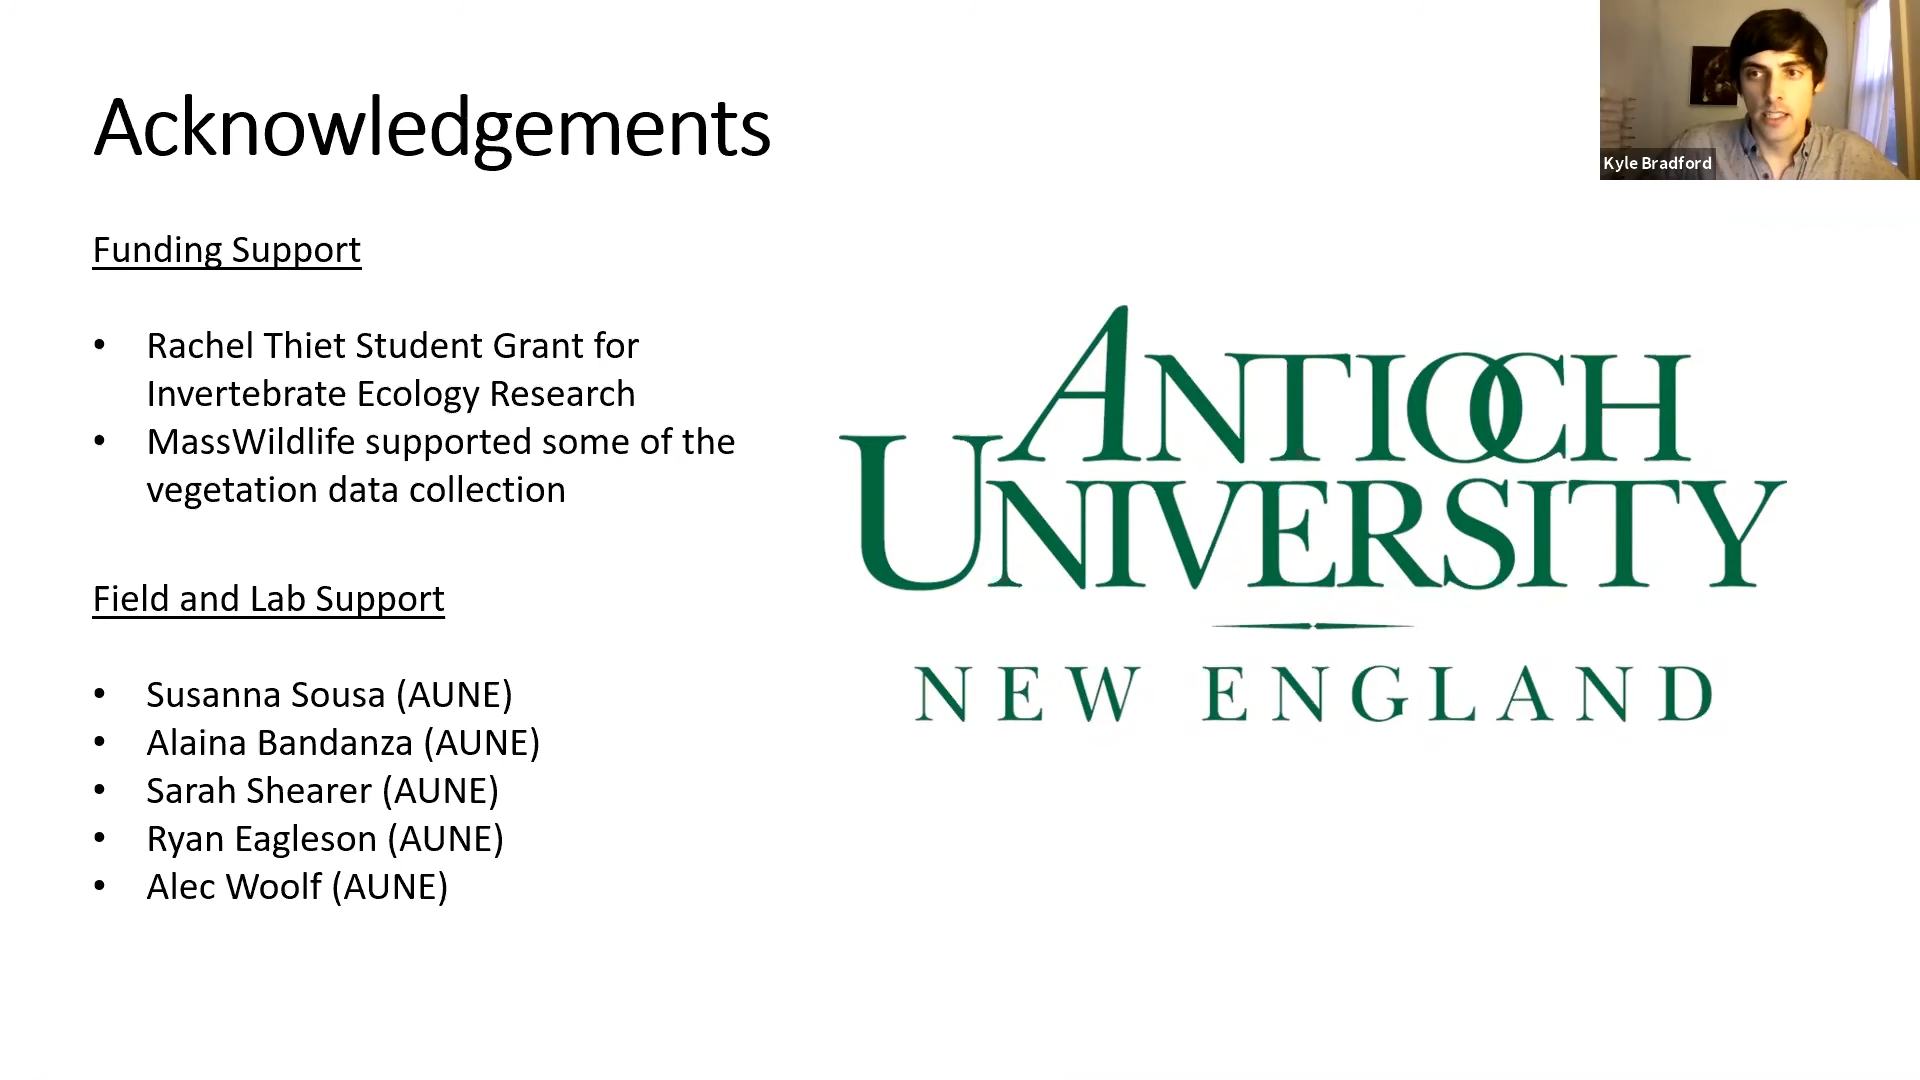 Acknowledgements
Kyle Bradford
Funding Support
• Rachel Thiet Student Grant for
Invertebrate Ecology Research
• MassWildlife supported some of the
vegetation data collection
Field and Lab Support
• Susanna Sousa (AUNE)
• Alaina Bandanza (AUNE)
• Sarah Shearer (AUNE)
• Ryan Eagleson (AUNE)
• Alec Woolf (AUNE)
ANTIOCH
UNIVERSITY
NEW ENGLAND